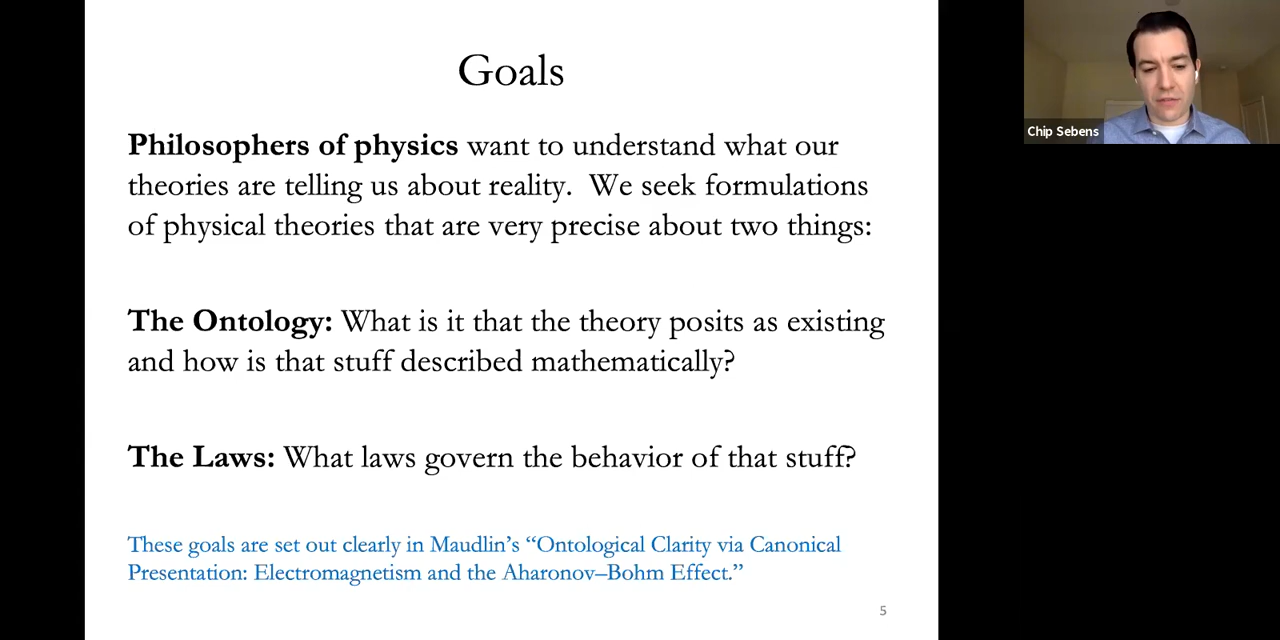 Goals
Philosophers of physics want to understand what our
theories are telling us about reality.  We seek formulations
of physical theories that are very precise about two things:
The Ontology: What is it that the theory posits as existing
and how is that stuff described mathematically?
The Laws: What laws govern the behavior of that stuff?
These goals are set out clearly in Maudlin’s “Ontological Clarity via Canonical
Presentation: Electromagnetism and the Aharonov–Bohm Effect.”
5
Chip Sebens